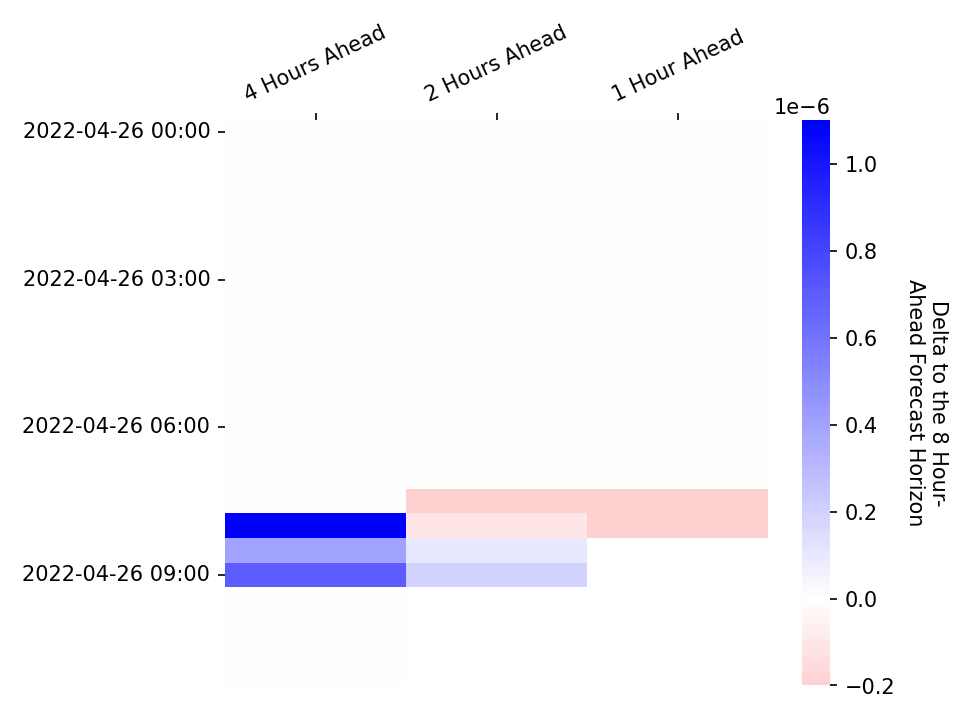 4 Hours Ahead
2 Hours Ahead
1 Hour Ahead
1e−6
2022-04-26 00:00
2022-04-26 03:00
2022-04-26 06:00
2022-04-26 09:00
1.0
0.8
0.6
0.4
0.2
0.0
−0.2
Delta to the 8 Hour-
Ahead Forecast Horizon